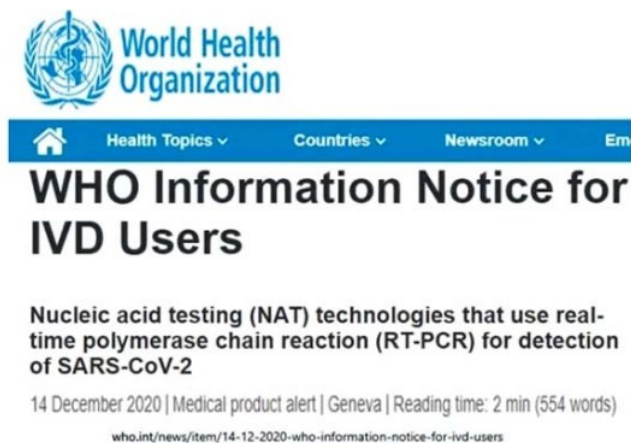 World Health
Organization
Health Topics
Countries
Newsroom
Em
WHO Information Notice for
IVD Users
Nucleic acid testing (NAT) technologies that use real-
time polymerase chain reaction (RT-PCR) for detection
of SARS-CoV-2
14 December 2020 | Medical product alert | Geneva | Reading time: 2 min (554 words)
who.int/news/item/14-12-2020-who-information-notice-for-ivd-users